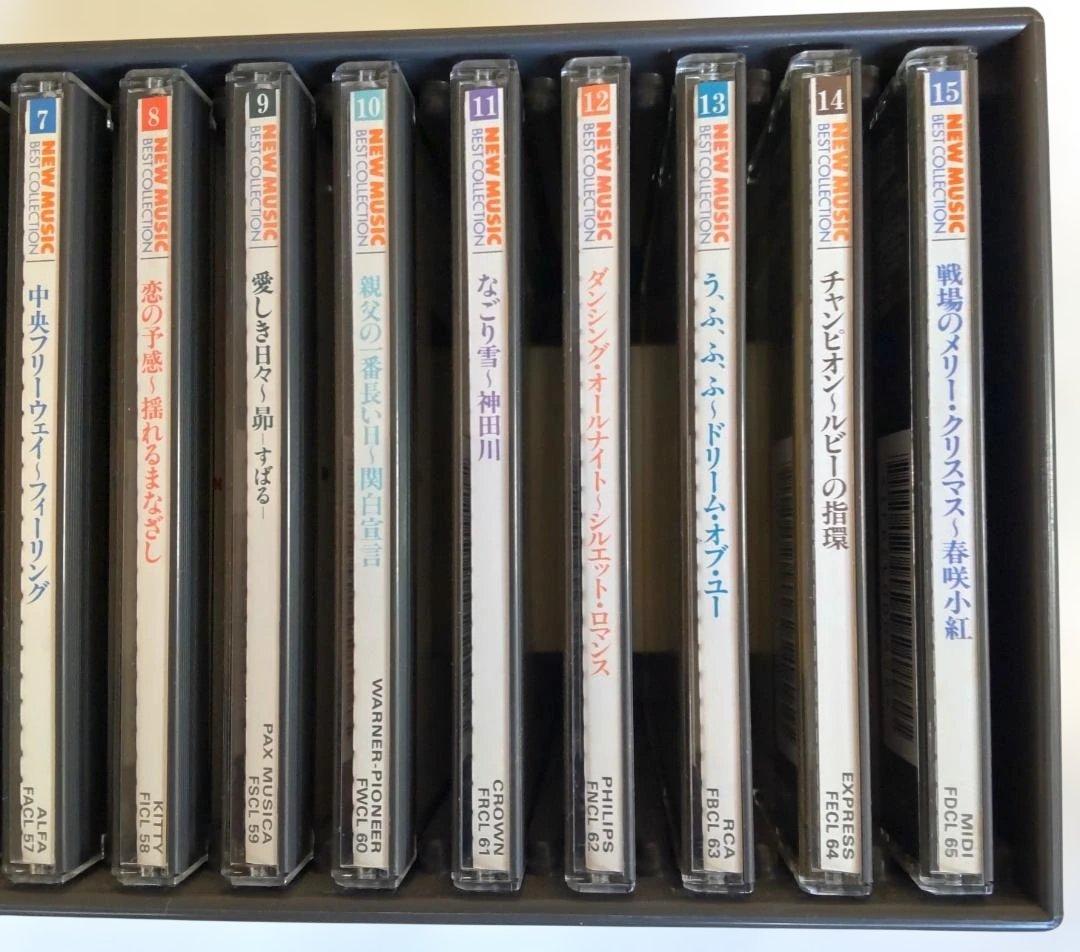 7
NEW MUSIC
BEST COLLECTION
中央フリーウェイ～フィーリング
ALFA
FACL 57
8
NEW MUSIC
BEST COLLECTION
恋の予感～揺れるまなざし
KITTY
FICL 58
9
NEW MUSIC
BEST COLLECTION
愛しき日々～昴―すばる―
PAX MUSICA
FSCL 59
10
NEW MUSIC
BEST COLLECTION
親父の一番長い日～関白宣言
WARNER-PIONEER
FWCL 60
11
NEW MUSIC
BEST COLLECTION
なごり雪～神田川
CROWN
FRCL 61
12
NEW MUSIC
BEST COLLECTION
ダンシング・オールナイト～シルエット・ロマンス
PHILIPS
FNCL 62
13
NEW MUSIC
BEST COLLECTION
う、ふ、ふ、ふ～ドリーム・オブ・ユー
RCA
FBCL 63
14
NEW MUSIC
BEST COLLECTION
チャンピオン～ルビーの指環
EXPRESS
FECL 64
15
NEW MUSIC
BEST COLLECTION
戦場のメリー・クリスマス～春咲小紅
MIDI
FDCL 65